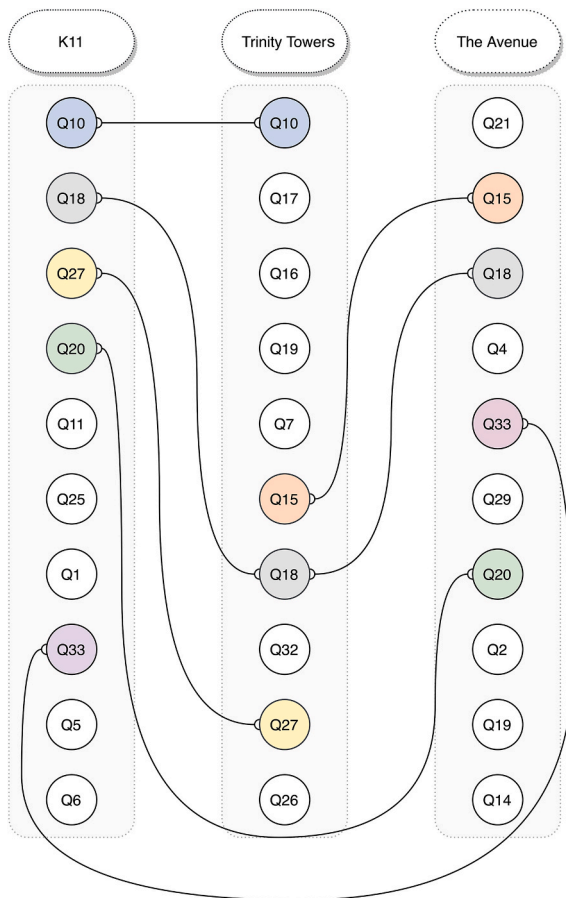 K11
Trinity Towers
The Avenue
Q10
Q10
Q21
Q18
Q17
Q15
Q27
Q16
Q18
Q20
Q19
Q4
Q11
Q7
Q33
Q25
Q15
Q29
Q1
Q18
Q20
Q33
Q32
Q2
Q5
Q27
Q19
Q6
Q26
Q14